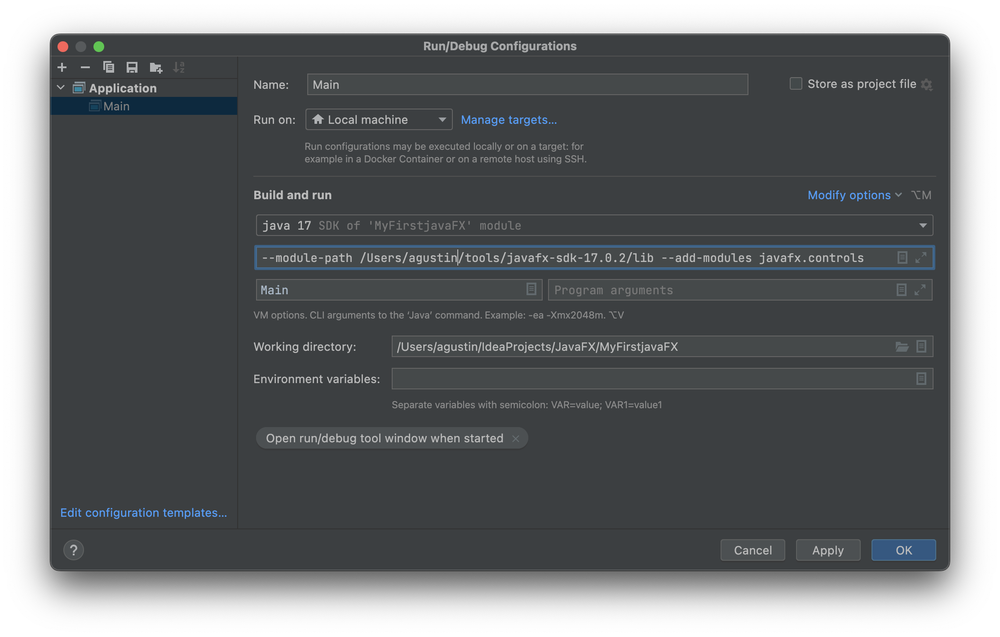 Run/Debug Configurations
Application
Main
Edit configuration templates...
Name: Main
Store as project file
Run on: Local machine Manage targets...
Run configurations may be executed locally or on a target: for
example in a Docker Container or on a remote host using SSH.
Build and run
Modify options ⌥M
java 17 SDK of 'MyFirstjavaFX' module
--module-path /Users/agustin/tools/javafx-sdk-17.0.2/lib --add-modules javafx.controls
Main
Program arguments
VM options. CLI arguments to the ‘Java’ command. Example: -ea -Xmx2048m. ⌥V
Working directory: /Users/agustin/IdeaProjects/JavaFX/MyFirstjavaFX
Environment variables:
Separate variables with semicolon: VAR=value; VAR1=value1
Open run/debug tool window when started
?
Cancel
Apply
OK